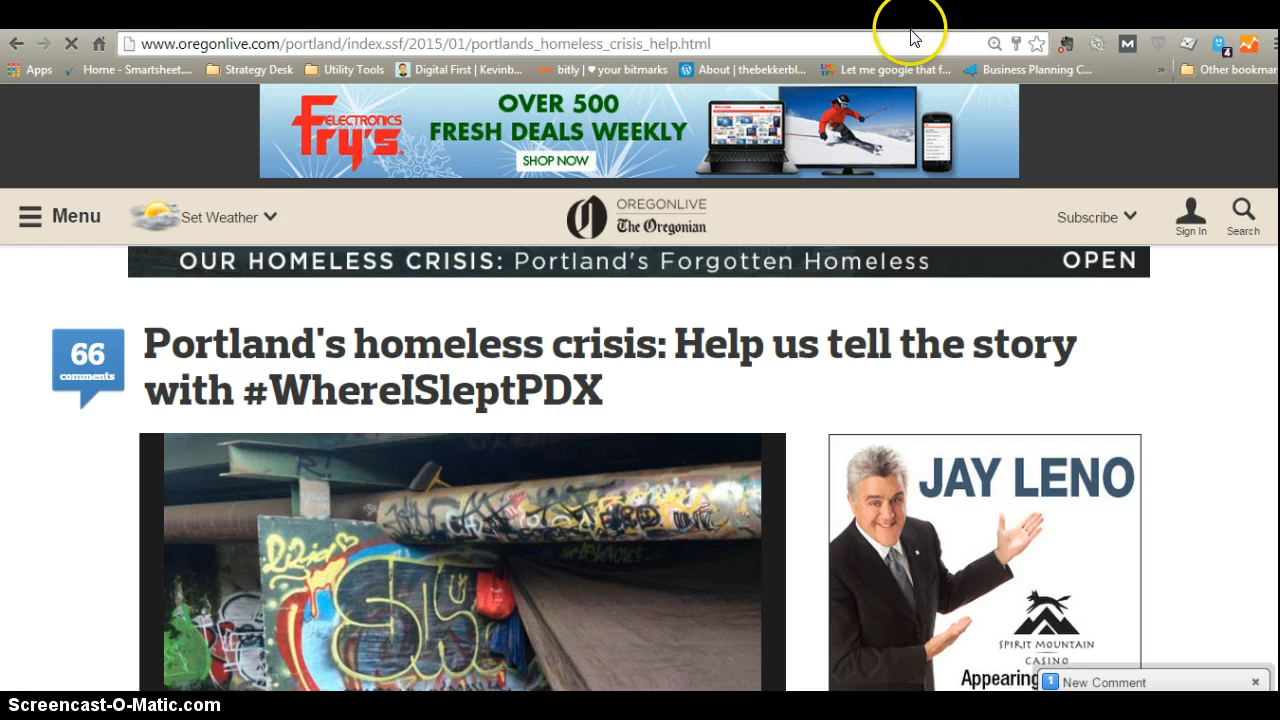 www.oregonlive.com/portland/index.ssf/2015/01/portlands_homeless_crisis_help.html
Apps Home - Smartsheet.... Strategy Desk Utility Tools Digital First | Kevinb... bitly | ♥ your bitmarks About | thebekkerbl... Let me google that f... Business Planning C... » Other bookmar
Fry's ELECTRONICS
OVER 500
FRESH DEALS WEEKLY
SHOP NOW
Menu Set Weather OREGONLIVE Subscribe
The Oregonian
Sign In Search
OUR HOMELESS CRISIS: Portland's Forgotten Homeless OPEN
66
comments
Portland's homeless crisis: Help us tell the story
with #WhereISleptPDX
JAY LENO
SPIRIT MOUNTAIN
CASINO
Appearing
1 New Comment ×
Screencast-O-Matic.com